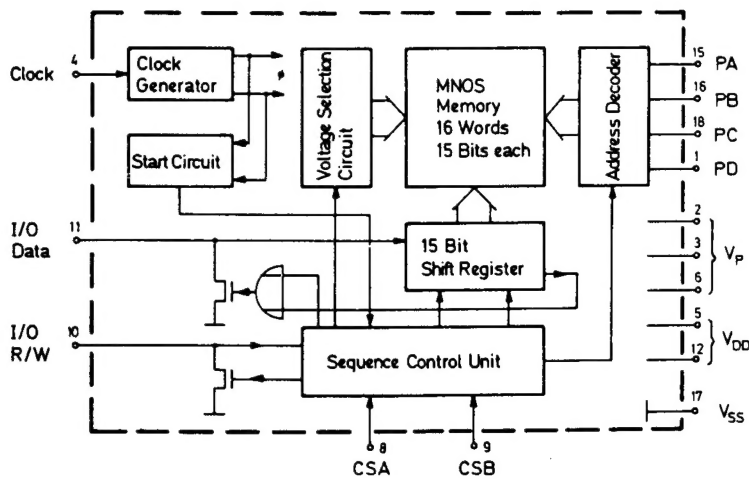 Clock
4
Clock
Generator
ϕ
Start Circuit
Voltage Selection
Circuit
MNOS
Memory
16 Words
15 Bits each
Address Decoder
15
PA
16
PB
18
PC
1
PD
I/O
11
Data
15 Bit
Shift Register
2
3
6
VP
I/O
10
R/W
Sequence Control Unit
5
12
VDD
17
VSS
8
9
CSA
CSB